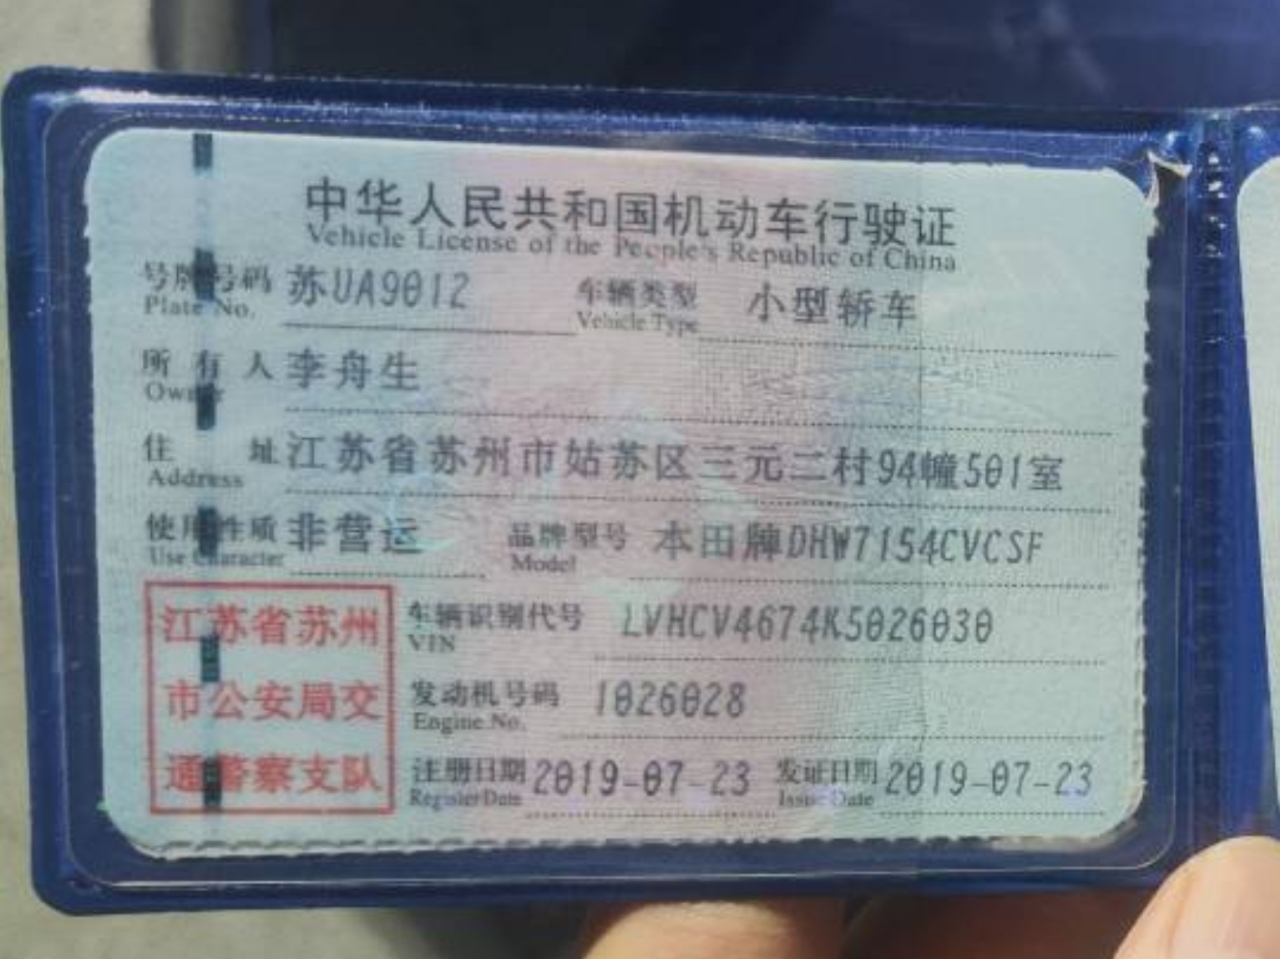 中华人民共和国机动车行驶证
Vehicle License of the People's Republic of China
号牌号码 苏UA9012 车辆类型 小型轿车
Plate No. Vehicle Type
所有人 李舟生
Owner
住址 江苏省苏州市姑苏区三元二村94幢501室
Address
使用性质 非营运 品牌型号 本田牌DHW7154CVCSF
Use Character Model
江苏省苏州
市公安局交
通警察支队
车辆识别代号 LVHCV4674K5026030
VIN
发动机号码 1026028
Engine No.
注册日期 2019-07-23 发证日期 2019-07-23
Register Date Issue Date